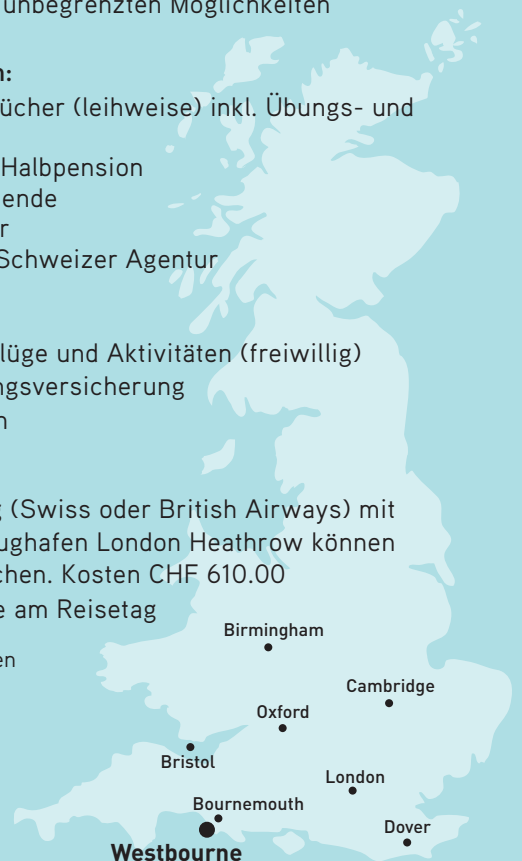 unbegrenzten Möglichkeiten
ücher (leihweise) inkl. Übungs- und
Halbpension
Schweizer Agentur
lüge und Aktivitäten (freiwillig)
ngsversicherung
(Swiss oder British Airways) mit
ughafen London Heathrow können
chen. Kosten CHF 610.00
e am Reisetag
en
Birmingham
Cambridge
Oxford
Bristol
London
Bournemouth
Dover
Westbourne